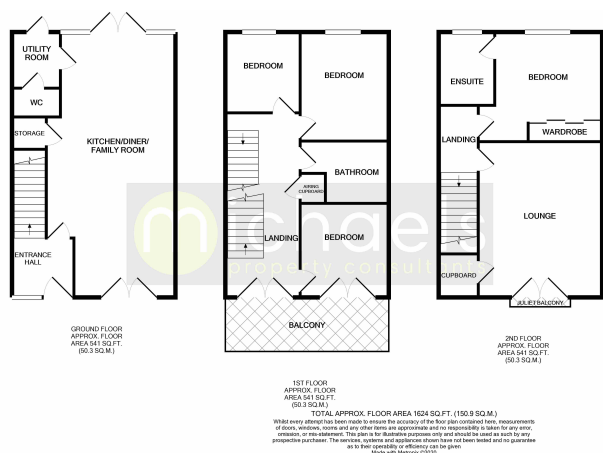 UTILITY
ROOM
WC
STORAGE
KITCHEN/DINER/
FAMILY ROOM
ENTRANCE
HALL
GROUND FLOOR
APPROX. FLOOR
AREA 541 SQ.FT.
(50.3 SQ.M.)
BEDROOM
BEDROOM
BATHROOM
AIRING
CUPBOARD
LANDING
BEDROOM
BALCONY
1ST FLOOR
APPROX. FLOOR
AREA 541 SQ.FT.
(50.3 SQ.M.)
ENSUITE
BEDROOM
WARDROBE
LANDING
LOUNGE
CUPBOARD
JULIET BALCONY
2ND FLOOR
APPROX. FLOOR
AREA 541 SQ.FT.
(50.3 SQ.M.)
michaels
property consultants
TOTAL APPROX. FLOOR AREA 1624 SQ.FT. (150.9 SQ.M.)
Whilst every attempt has been made to ensure the accuracy of the floor plan contained here, measurements
of doors, windows, rooms and any other items are approximate and no responsibility is taken for any error,
omission, or mis-statement. This plan is for illustrative purposes only and should be used as such by any
prospective purchaser. The services, systems and appliances shown have not been tested and no guarantee
as to their operability or efficiency can be given
Made with Metropix ©2020